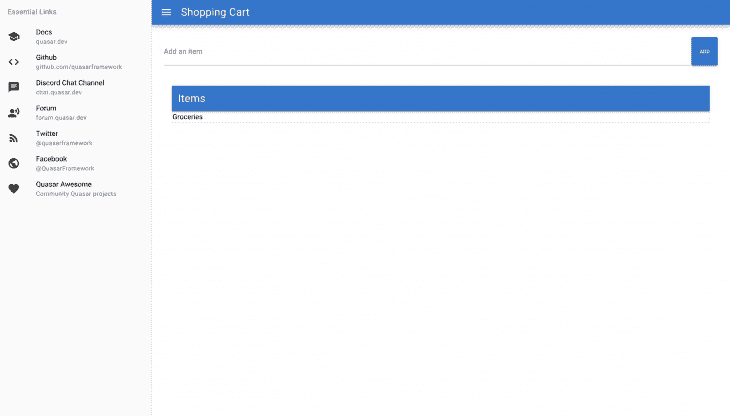 Essential Links
Docs
quasar.dev
Github
github.com/quasarframework
Discord Chat Channel
chat.quasar.dev
Forum
forum.quasar.dev
Twitter
@quasarframework
Facebook
@QuasarFramework
Quasar Awesome
Community Quasar projects
Shopping Cart
Add an item
ADD
Items
Groceries